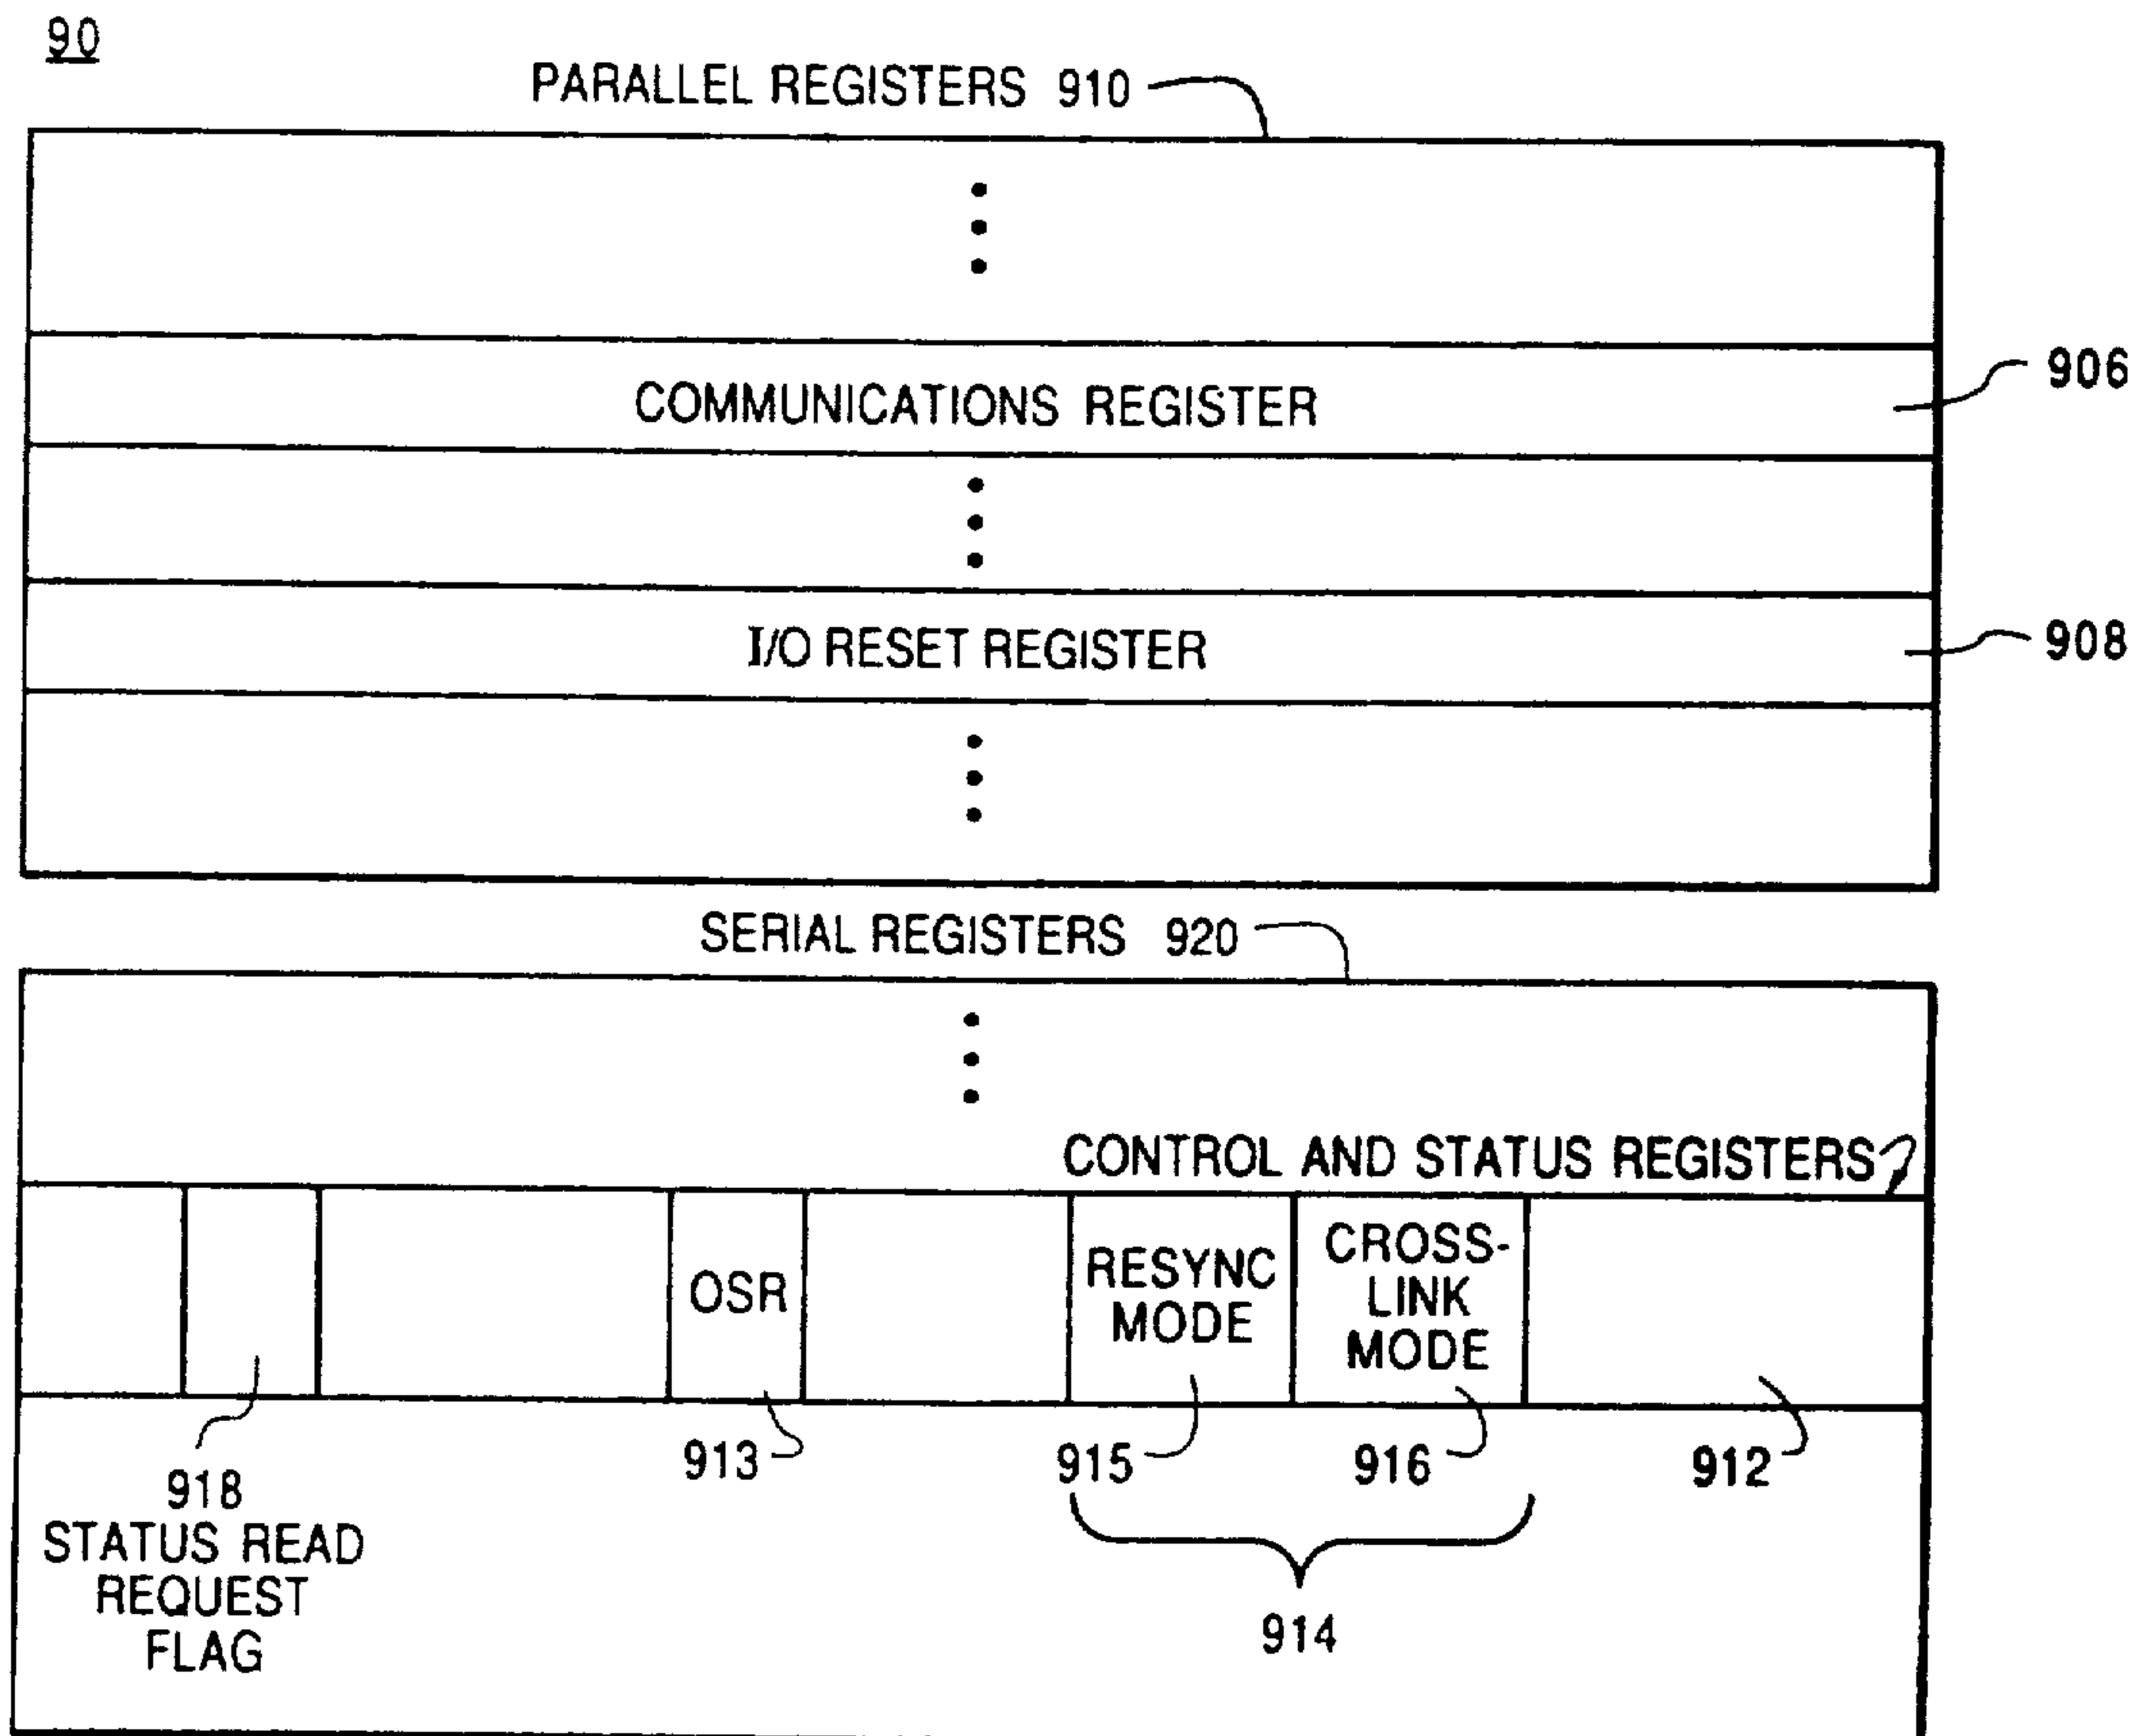 90
PARALLEL REGISTERS 910
COMMUNICATIONS REGISTER
906
I/O RESET REGISTER
908
SERIAL REGISTERS 920
CONTROL AND STATUS REGISTERS
OSR
RESYNC
MODE
CROSS-
LINK
MODE
918
STATUS READ
REQUEST
FLAG
913
915
916
912
914